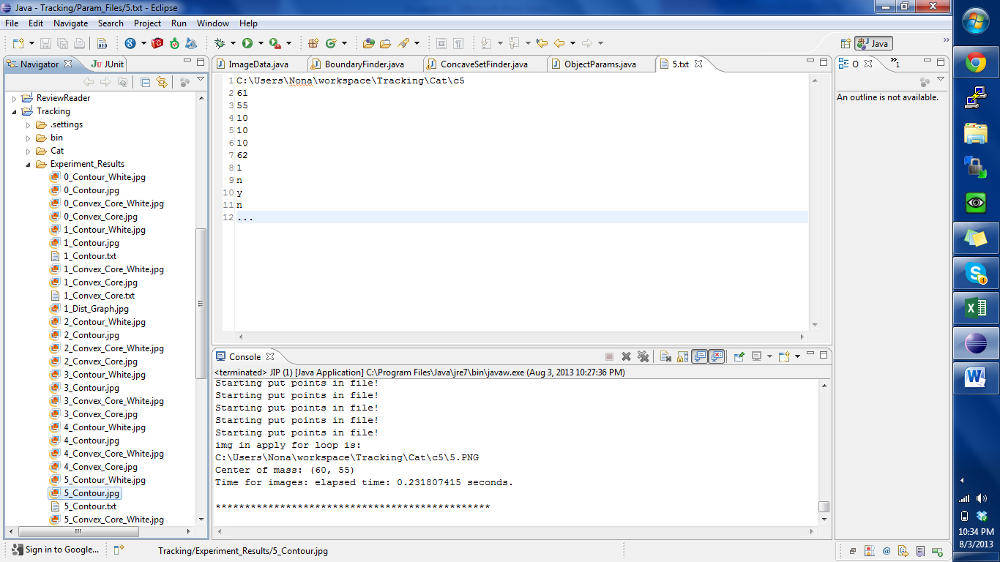 Java - Tracking/Param_Files/5.txt - Eclipse
File Edit Navigate Search Project Run Window Help
Java
Navigator JUnit
ReviewReader
Tracking
.settings
bin
Cat
Experiment_Results
0_Contour_White.jpg
0_Contour.jpg
0_Convex_Core_White.jpg
0_Convex_Core.jpg
1_Contour_White.jpg
1_Contour.jpg
1_Contour.txt
1_Convex_Core_White.jpg
1_Convex_Core.jpg
1_Convex_Core.txt
1_Dist_Graph.jpg
2_Contour_White.jpg
2_Contour.jpg
2_Convex_Core_White.jpg
2_Convex_Core.jpg
3_Contour_White.jpg
3_Contour.jpg
3_Convex_Core_White.jpg
3_Convex_Core.jpg
4_Contour_White.jpg
4_Contour.jpg
4_Convex_Core_White.jpg
4_Convex_Core.jpg
5_Contour_White.jpg
5_Contour.jpg
5_Contour.txt
5_Convex_Core_White.jpg
ImageData.java BoundaryFinder.java ConcaveSetFinder.java ObjectParams.java 5.txt
1 C:\Users\Nona\workspace\Tracking\Cat\c5
2 61
3 55
4 10
5 10
6 10
7 62
8 1
9 n
10 y
11 n
12 ...
O »1
An outline is not available.
Console
<terminated> JIP (1) [Java Application] C:\Program Files\Java\jre7\bin\javaw.exe (Aug 3, 2013 10:27:36 PM)
Starting put points in file!
Starting put points in file!
Starting put points in file!
Starting put points in file!
Starting put points in file!
img in apply for loop is:
C:\Users\Nona\workspace\Tracking\Cat\c5\5.PNG
Center of mass: (60, 55)
Time for images: elapsed time: 0.231807415 seconds.
***********************************************
Sign in to Google... Tracking/Experiment_Results/5_Contour.jpg
10:34 PM
8/3/2013